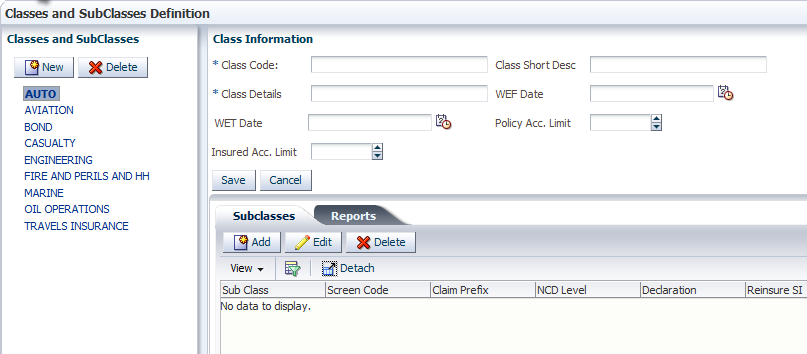 Classes and SubClasses Definition
Classes and SubClasses
New Delete
AUTO
AVIATION
BOND
CASUALTY
ENGINEERING
FIRE AND PERILS AND HH
MARINE
OIL OPERATIONS
TRAVELS INSURANCE
Class Information
* Class Code: Class Short Desc
* Class Details WEF Date
WET Date Policy Acc. Limit
Insured Acc. Limit
Save Cancel
Subclasses Reports
Add Edit Delete
View Detach
Sub Class Screen Code Claim Prefix NCD Level Declaration Reinsure SI
No data to display.